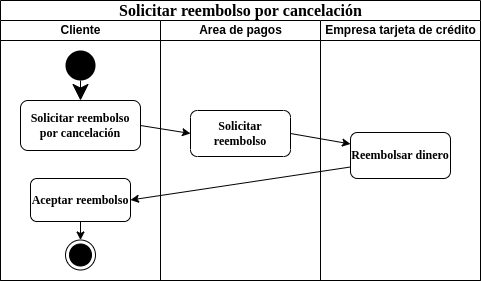 Solicitar reembolso por cancelación
Cliente
Area de pagos
Empresa tarjeta de crédito
Solicitar reembolso
por cancelación
Solicitar
reembolso
Reembolsar dinero
Aceptar reembolso